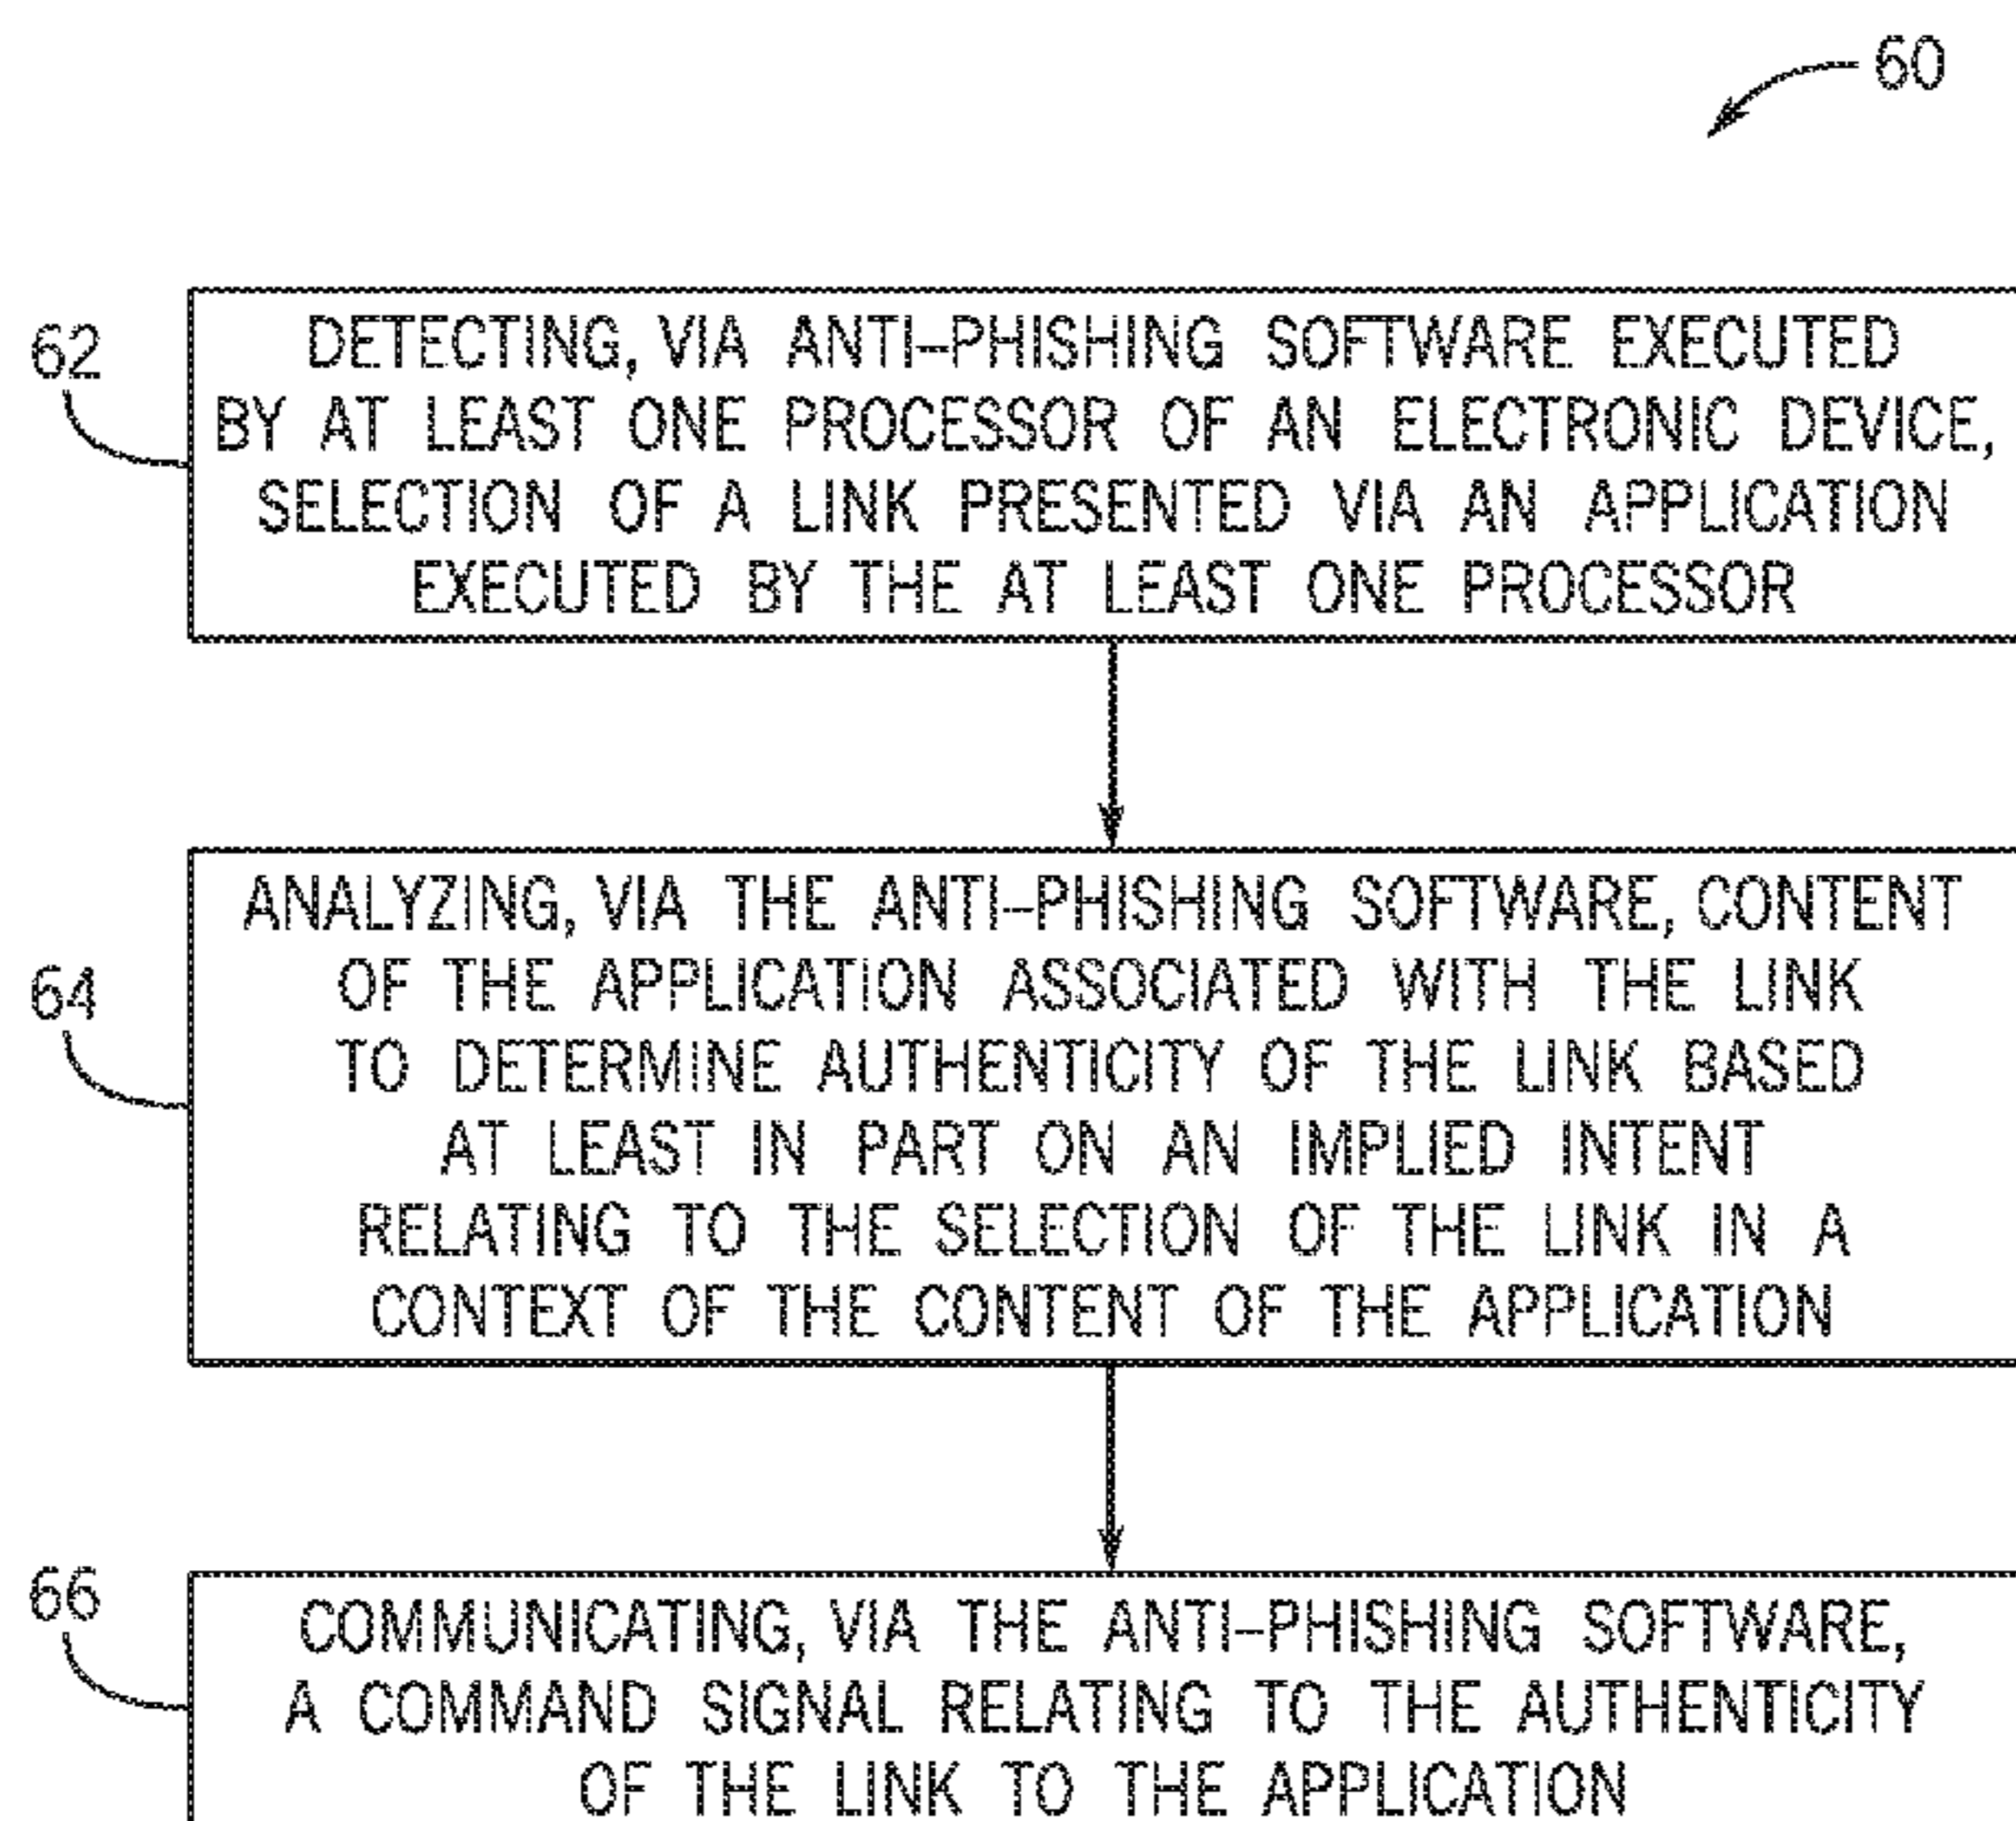 60
62
DETECTING, VIA ANTI-PHISHING SOFTWARE EXECUTED
BY AT LEAST ONE PROCESSOR OF AN ELECTRONIC DEVICE,
SELECTION OF A LINK PRESENTED VIA AN APPLICATION
EXECUTED BY THE AT LEAST ONE PROCESSOR
64
ANALYZING, VIA THE ANTI-PHISHING SOFTWARE, CONTENT
OF THE APPLICATION ASSOCIATED WITH THE LINK
TO DETERMINE AUTHENTICITY OF THE LINK BASED
AT LEAST IN PART ON AN IMPLIED INTENT
RELATING TO THE SELECTION OF THE LINK IN A
CONTEXT OF THE CONTENT OF THE APPLICATION
66
COMMUNICATING, VIA THE ANTI-PHISHING SOFTWARE,
A COMMAND SIGNAL RELATING TO THE AUTHENTICITY
OF THE LINK TO THE APPLICATION